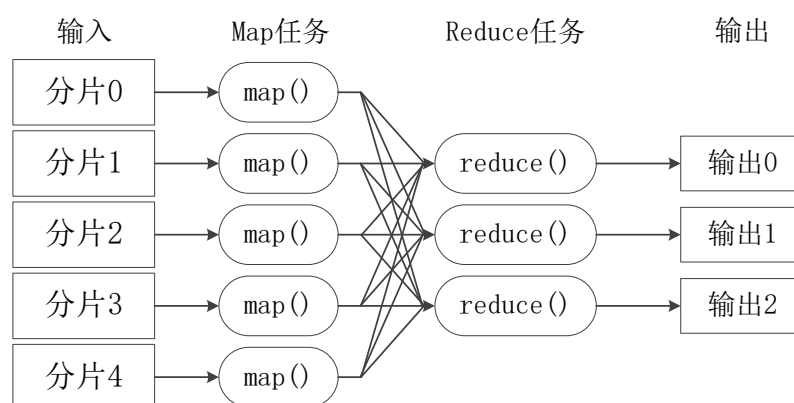 输入 Map任务 Reduce任务 输出
分片0 map()
分片1 map() reduce() 输出0
分片2 map() reduce() 输出1
分片3 map() reduce() 输出2
分片4 map()